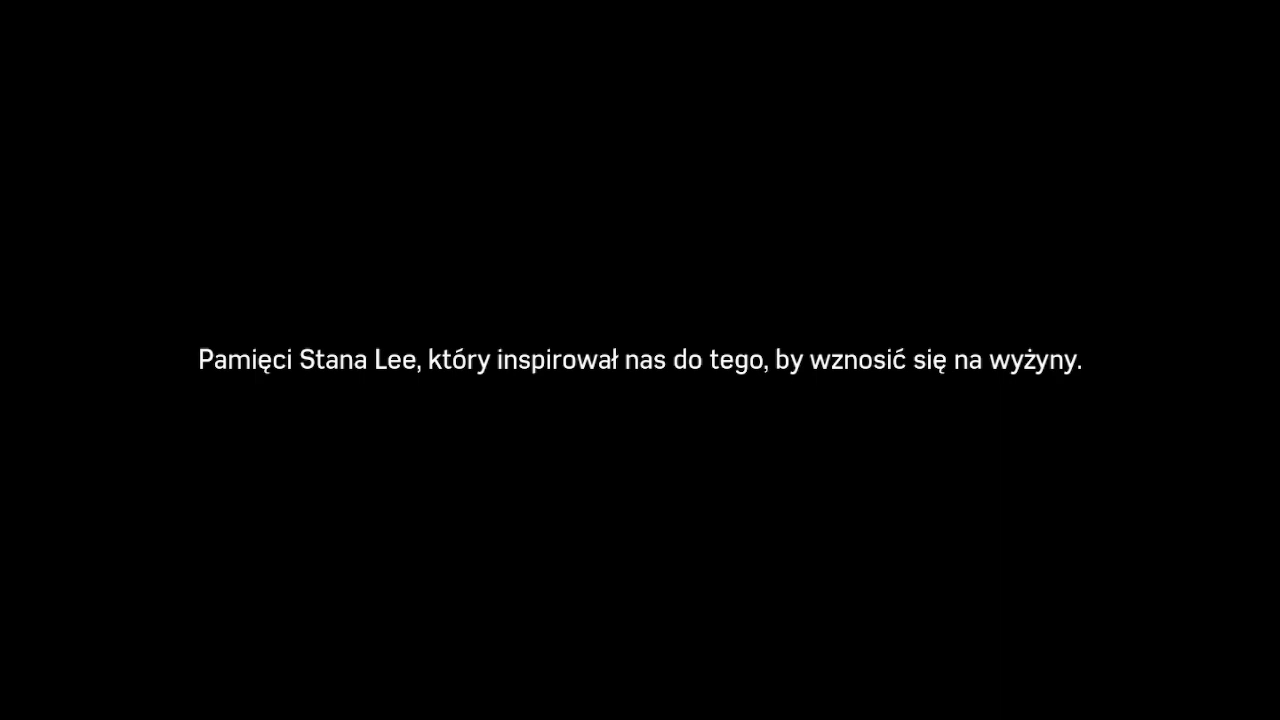 Pamięci Stana Lee, który inspirował nas do tego, by wznosić się na wyżyny.